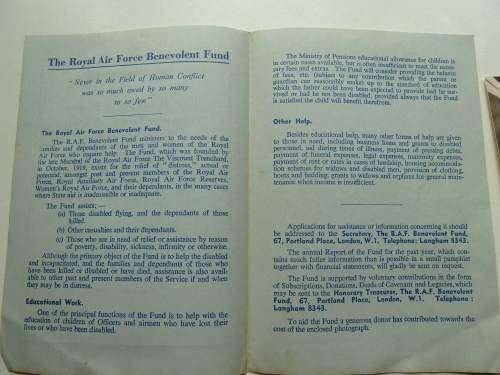 The Royal Air Force Benevolent Fund
"Never in the Field of Human Conflict
was so much owed by so many
to so few"
The Royal Air Force Benevolent Fund.
The R.A.F. Benevolent Fund ministers to the needs of the
families and dependants of the men and women of the Royal
Air Force who require help. The Fund, which was founded by
the late Marshal of the Royal Air Force The Viscount Trenchard,
in October, 1919, exists for the relief of "distress," actual or
potential, amongst past and present members of the Royal Air
Force, Royal Auxiliary Air Force, Royal Air Force Reserves,
Women's Royal Air Force, and their dependants, in the many cases
where State aid is inadmissible or inadequate.
The Fund assists:—
(a) Those disabled flying, and the dependants of those
killed.
(b) Other casualties and their dependants.
(c) Those who are in need of relief or assistance by reason
of poverty, disability, sickness, infirmity or otherwise.
Although the primary object of the Fund is to help the disabled
and incapacitated, and the families and dependants of those who
have been killed or disabled or have died, assistance is also avail-
able to other past and present members of the Service if and when
they may be in distress.
Educational Work.
One of the principal functions of the Fund is to help with the
education of children of Officers and airmen who have lost their
lives or who have been disabled.
The Ministry of Pensions educational allowance for children is
in certain cases available, but is often insufficient to meet the neces-
sary fees and extras. The Fund will consider providing the balance
of fees, etc. (subject to any contribution which the parent or
guardian can reasonably make) up to the standard of education
which the father could have been expected to provide had he sur-
vived or had he not been disabled, provided always that the Fund
is satisfied the child will benefit therefrom.
Other Help.
Besides educational help, many other forms of help are given
to those in need, including business loans and grants to disabled
personnel, aid during times of illness, payment of pressing debts,
payment of funeral expenses, legal expenses, maternity expenses,
payment of rent or rates in cases of hardship, housing accom-
modation schemes for widows and disabled men, provision of clothing,
boots and bedding, grants to widows and orphans for general main-
tenance when income is insufficient.
Applications for assistance or information concerning it should
be addressed to the Secretary, The R.A.F. Benevolent Fund,
67, Portland Place, London, W.1. Telephone: Langham 8343.
The annual Report of the Fund for the past year, which con-
tains much fuller information than is possible in a small pamphlet
together with financial statements, will gladly be sent on request.
The Fund is supported by voluntary contributions in the form
of Subscriptions, Donations, Deeds of Covenant and Legacies, which
may be sent to the Honorary Treasurer, The R.A.F. Benevolent
Fund, 67, Portland Place, London, W.1. Telephone:
Langham 8343.
To aid the Fund a generous donor has contributed towards the
cost of the enclosed photograph.